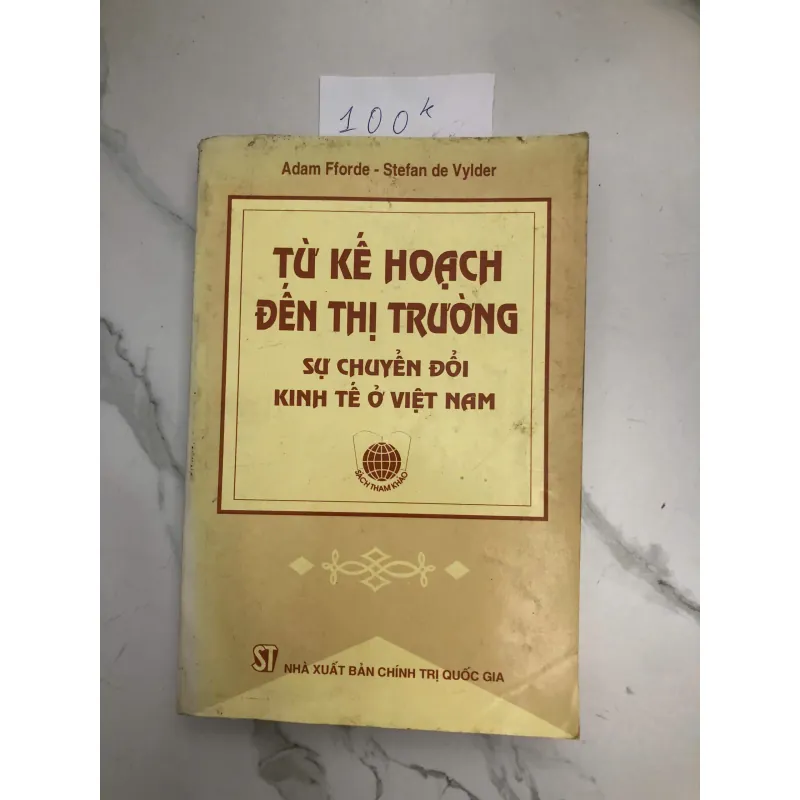 100k
Adam Fforde - Stefan de Vylder
TỪ KẾ HOẠCH
ĐẾN THỊ TRƯỜNG
SỰ CHUYỂN ĐỔI
KINH TẾ Ở VIỆT NAM
SÁCH THAM KHẢO
ST NHÀ XUẤT BẢN CHÍNH TRỊ QUỐC GIA